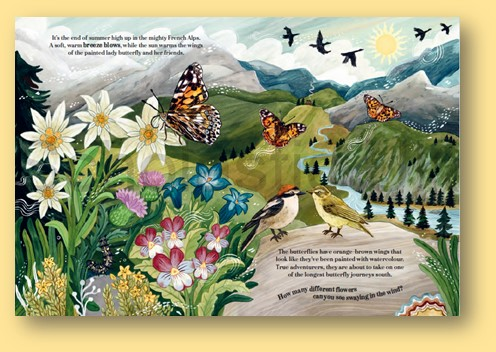 It's the end of summer high up in the mighty French Alps.
A soft, warm breeze blows, while the sun warms the wings
of the painted lady butterfly and her friends.
The butterflies have orange-brown wings that
look like they've been painted with watercolour.
True adventurers, they are about to take on one
of the longest butterfly journeys south.
How many different flowers
can you see swaying in the wind?